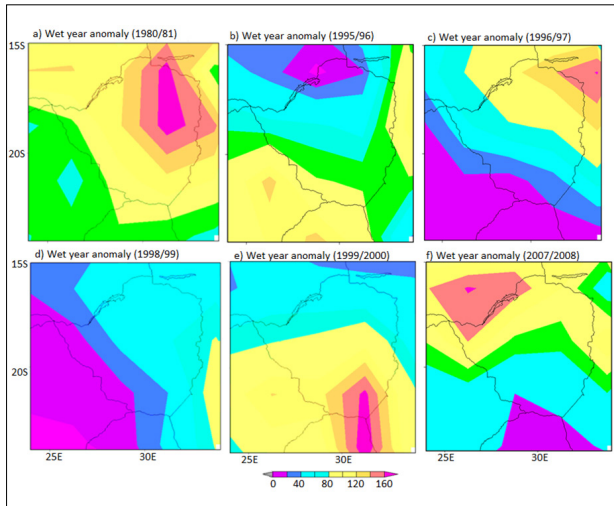 a) Wet year anomaly (1980/81)
b) Wet year anomaly (1995/96)
c) Wet year anomaly (1996/97)
15S
20S
d) Wet year anomaly (1998/99)
e) Wet year anomaly (1999/2000)
f) Wet year anomaly (2007/2008)
15S
20S
25E 30E 25E 30E 25E 30E
0 40 80 120 160